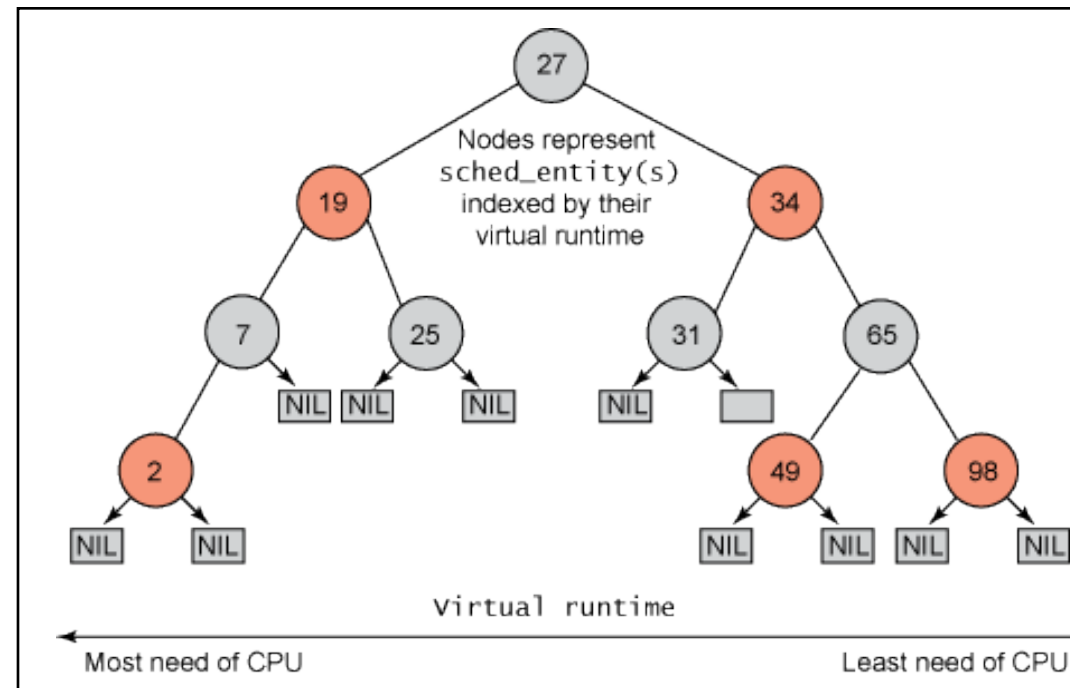 27
Nodes represent
sched_entity(s)
indexed by their
virtual runtime
19
34
7
25
31
65
NIL
NIL
NIL
NIL
2
49
98
NIL
NIL
NIL
NIL
NIL
NIL
Virtual runtime
Most need of CPU
Least need of CPU